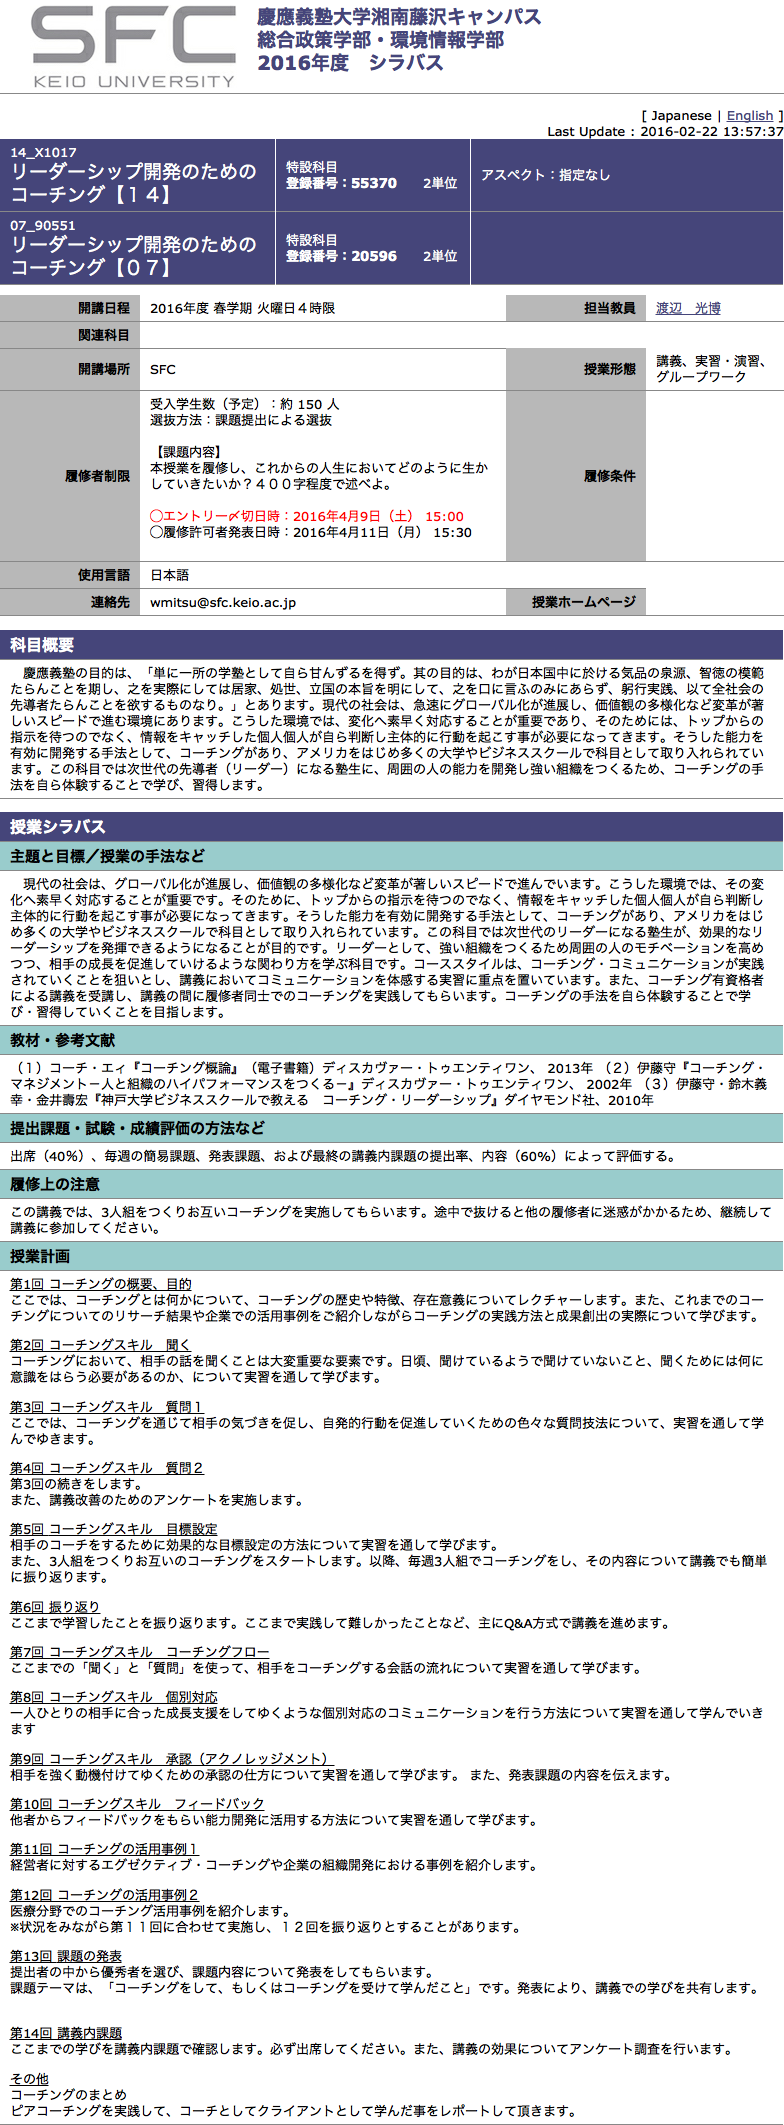 SFC
KEIO UNIVERSITY
慶應義塾大学湘南藤沢キャンパス
総合政策学部・環境情報学部
2016年度　シラバス
[ Japanese | English ]
Last Update : 2016-02-22 13:57:37
14_X1017
リーダーシップ開発のための
コーチング【１４】
特設科目
登録番号：55370　2単位
アスペクト：指定なし
07_90551
リーダーシップ開発のための
コーチング【０７】
特設科目
登録番号：20596　2単位
開講日程　2016年度 春学期 火曜日４時限　担当教員　渡辺　光博
関連科目
開講場所　SFC　授業形態　講義、実習・演習、
グループワーク
履修者制限　履修条件
受入学生数（予定）：約 150 人
選抜方法：課題提出による選抜
【課題内容】
本授業を履修し、これからの人生においてどのように生か
していきたいか？４００字程度で述べよ。
◯エントリー〆切日時：2016年4月9日（土） 15:00
◯履修許可者発表日時：2016年4月11日（月） 15:30
使用言語　日本語
連絡先　wmitsu@sfc.keio.ac.jp　授業ホームページ
科目概要
　慶應義塾の目的は、「単に一所の学塾として自ら甘んずるを得ず。其の目的は、わが日本国中に於ける気品の泉源、智徳の模範
たらんことを期し、之を実際にしては居家、処世、立国の本旨を明にして、之を口に言ふのみにあらず、躬行実践、以て全社会の
先導者たらんことを欲するものなり。」とあります。現代の社会は、急速にグローバル化が進展し、価値観の多様化など変革が著
しいスピードで進む環境にあります。こうした環境では、変化へ素早く対応することが重要であり、そのためには、トップからの
指示を待つのでなく、情報をキャッチした個人個人が自ら判断し主体的に行動を起こす事が必要になってきます。そうした能力を
有効に開発する手法として、コーチングがあり、アメリカをはじめ多くの大学やビジネススクールで科目として取り入れられていま
す。この科目では次世代の先導者（リーダー）になる塾生に、周囲の人の能力を開発し強い組織をつくるため、コーチングの手
法を自ら体験することで学び、習得します。
授業シラバス
主題と目標／授業の手法など
　現代の社会は、グローバル化が進展し、価値観の多様化など変革が著しいスピードで進んでいます。こうした環境では、その変
化へ素早く対応することが重要です。そのために、トップからの指示を待つのでなく、情報をキャッチした個人個人が自ら判断し
主体的に行動を起こす事が必要になってきます。そうした能力を有効に開発する手法として、コーチングがあり、アメリカをはじ
め多くの大学やビジネススクールで科目として取り入れられています。この科目では次世代のリーダーになる塾生が、効果的なリ
ーダーシップを発揮できるようになることが目的です。リーダーとして、強い組織をつくるため周囲の人のモチベーションを高め
つつ、相手の成長を促進していけるような関わり方を学ぶ科目です。コーススタイルは、コーチング・コミュニケーションが実践
されていくことを狙いとし、講義においてコミュニケーションを体感する実習に重点を置いています。また、コーチング有資格者
による講義を受講し、講義の間に履修者同士でのコーチングを実践してもらいます。コーチングの手法を自ら体験することで学
び・習得していくことを目指します。
教材・参考文献
（１）コーチ・エィ『コーチング概論』（電子書籍）ディスカヴァー・トゥエンティワン、 2013年 （２）伊藤守『コーチング・
マネジメント－人と組織のハイパフォーマンスをつくる－』ディスカヴァー・トゥエンティワン、 2002年 （３）伊藤守・鈴木義
幸・金井壽宏『神戸大学ビジネススクールで教える　コーチング・リーダーシップ』ダイヤモンド社、2010年
提出課題・試験・成績評価の方法など
出席（40%）、毎週の簡易課題、発表課題、および最終の講義内課題の提出率、内容（60%）によって評価する。
履修上の注意
この講義では、3人組をつくりお互いコーチングを実施してもらいます。途中で抜けると他の履修者に迷惑がかかるため、継続して
講義に参加してください。
授業計画
第1回 コーチングの概要、目的
ここでは、コーチングとは何かについて、コーチングの歴史や特徴、存在意義についてレクチャーします。また、これまでのコー
チングについてのリサーチ結果や企業での活用事例をご紹介しながらコーチングの実践方法と成果創出の実際について学びます。
第2回 コーチングスキル　聞く
コーチングにおいて、相手の話を聞くことは大変重要な要素です。日頃、聞けているようで聞けていないこと、聞くためには何に
意識をはらう必要があるのか、について実習を通して学びます。
第3回 コーチングスキル　質問１
ここでは、コーチングを通じて相手の気づきを促し、自発的行動を促進していくための色々な質問技法について、実習を通して学
んでゆきます。
第4回 コーチングスキル　質問２
第3回の続きをします。
また、講義改善のためのアンケートを実施します。
第5回 コーチングスキル　目標設定
相手のコーチをするために効果的な目標設定の方法について実習を通して学びます。
また、3人組をつくりお互いのコーチングをスタートします。以降、毎週3人組でコーチングをし、その内容について講義でも簡単
に振り返ります。
第6回 振り返り
ここまで学習したことを振り返ります。ここまで実践して難しかったことなど、主にQ&A方式で講義を進めます。
第7回 コーチングスキル　コーチングフロー
ここまでの「聞く」と「質問」を使って、相手をコーチングする会話の流れについて実習を通して学びます。
第8回 コーチングスキル　個別対応
一人ひとりの相手に合った成長支援をしてゆくような個別対応のコミュニケーションを行う方法について実習を通して学んでいき
ます
第9回 コーチングスキル　承認（アクノレッジメント）
相手を強く動機付けてゆくための承認の仕方について実習を通して学びます。 また、発表課題の内容を伝えます。
第10回 コーチングスキル　フィードバック
他者からフィードバックをもらい能力開発に活用する方法について実習を通して学びます。
第11回 コーチングの活用事例１
経営者に対するエグゼクティブ・コーチングや企業の組織開発における事例を紹介します。
第12回 コーチングの活用事例２
医療分野でのコーチング活用事例を紹介します。
※状況をみながら第１１回に合わせて実施し、１２回を振り返りとすることがあります。
第13回 課題の発表
提出者の中から優秀者を選び、課題内容について発表をしてもらいます。
課題テーマは、「コーチングをして、もしくはコーチングを受けて学んだこと」です。発表により、講義での学びを共有します。
第14回 講義内課題
ここまでの学びを講義内課題で確認します。必ず出席してください。また、講義の効果についてアンケート調査を行います。
その他
コーチングのまとめ
ピアコーチングを実践して、コーチとしてクライアントとして学んだ事をレポートして頂きます。